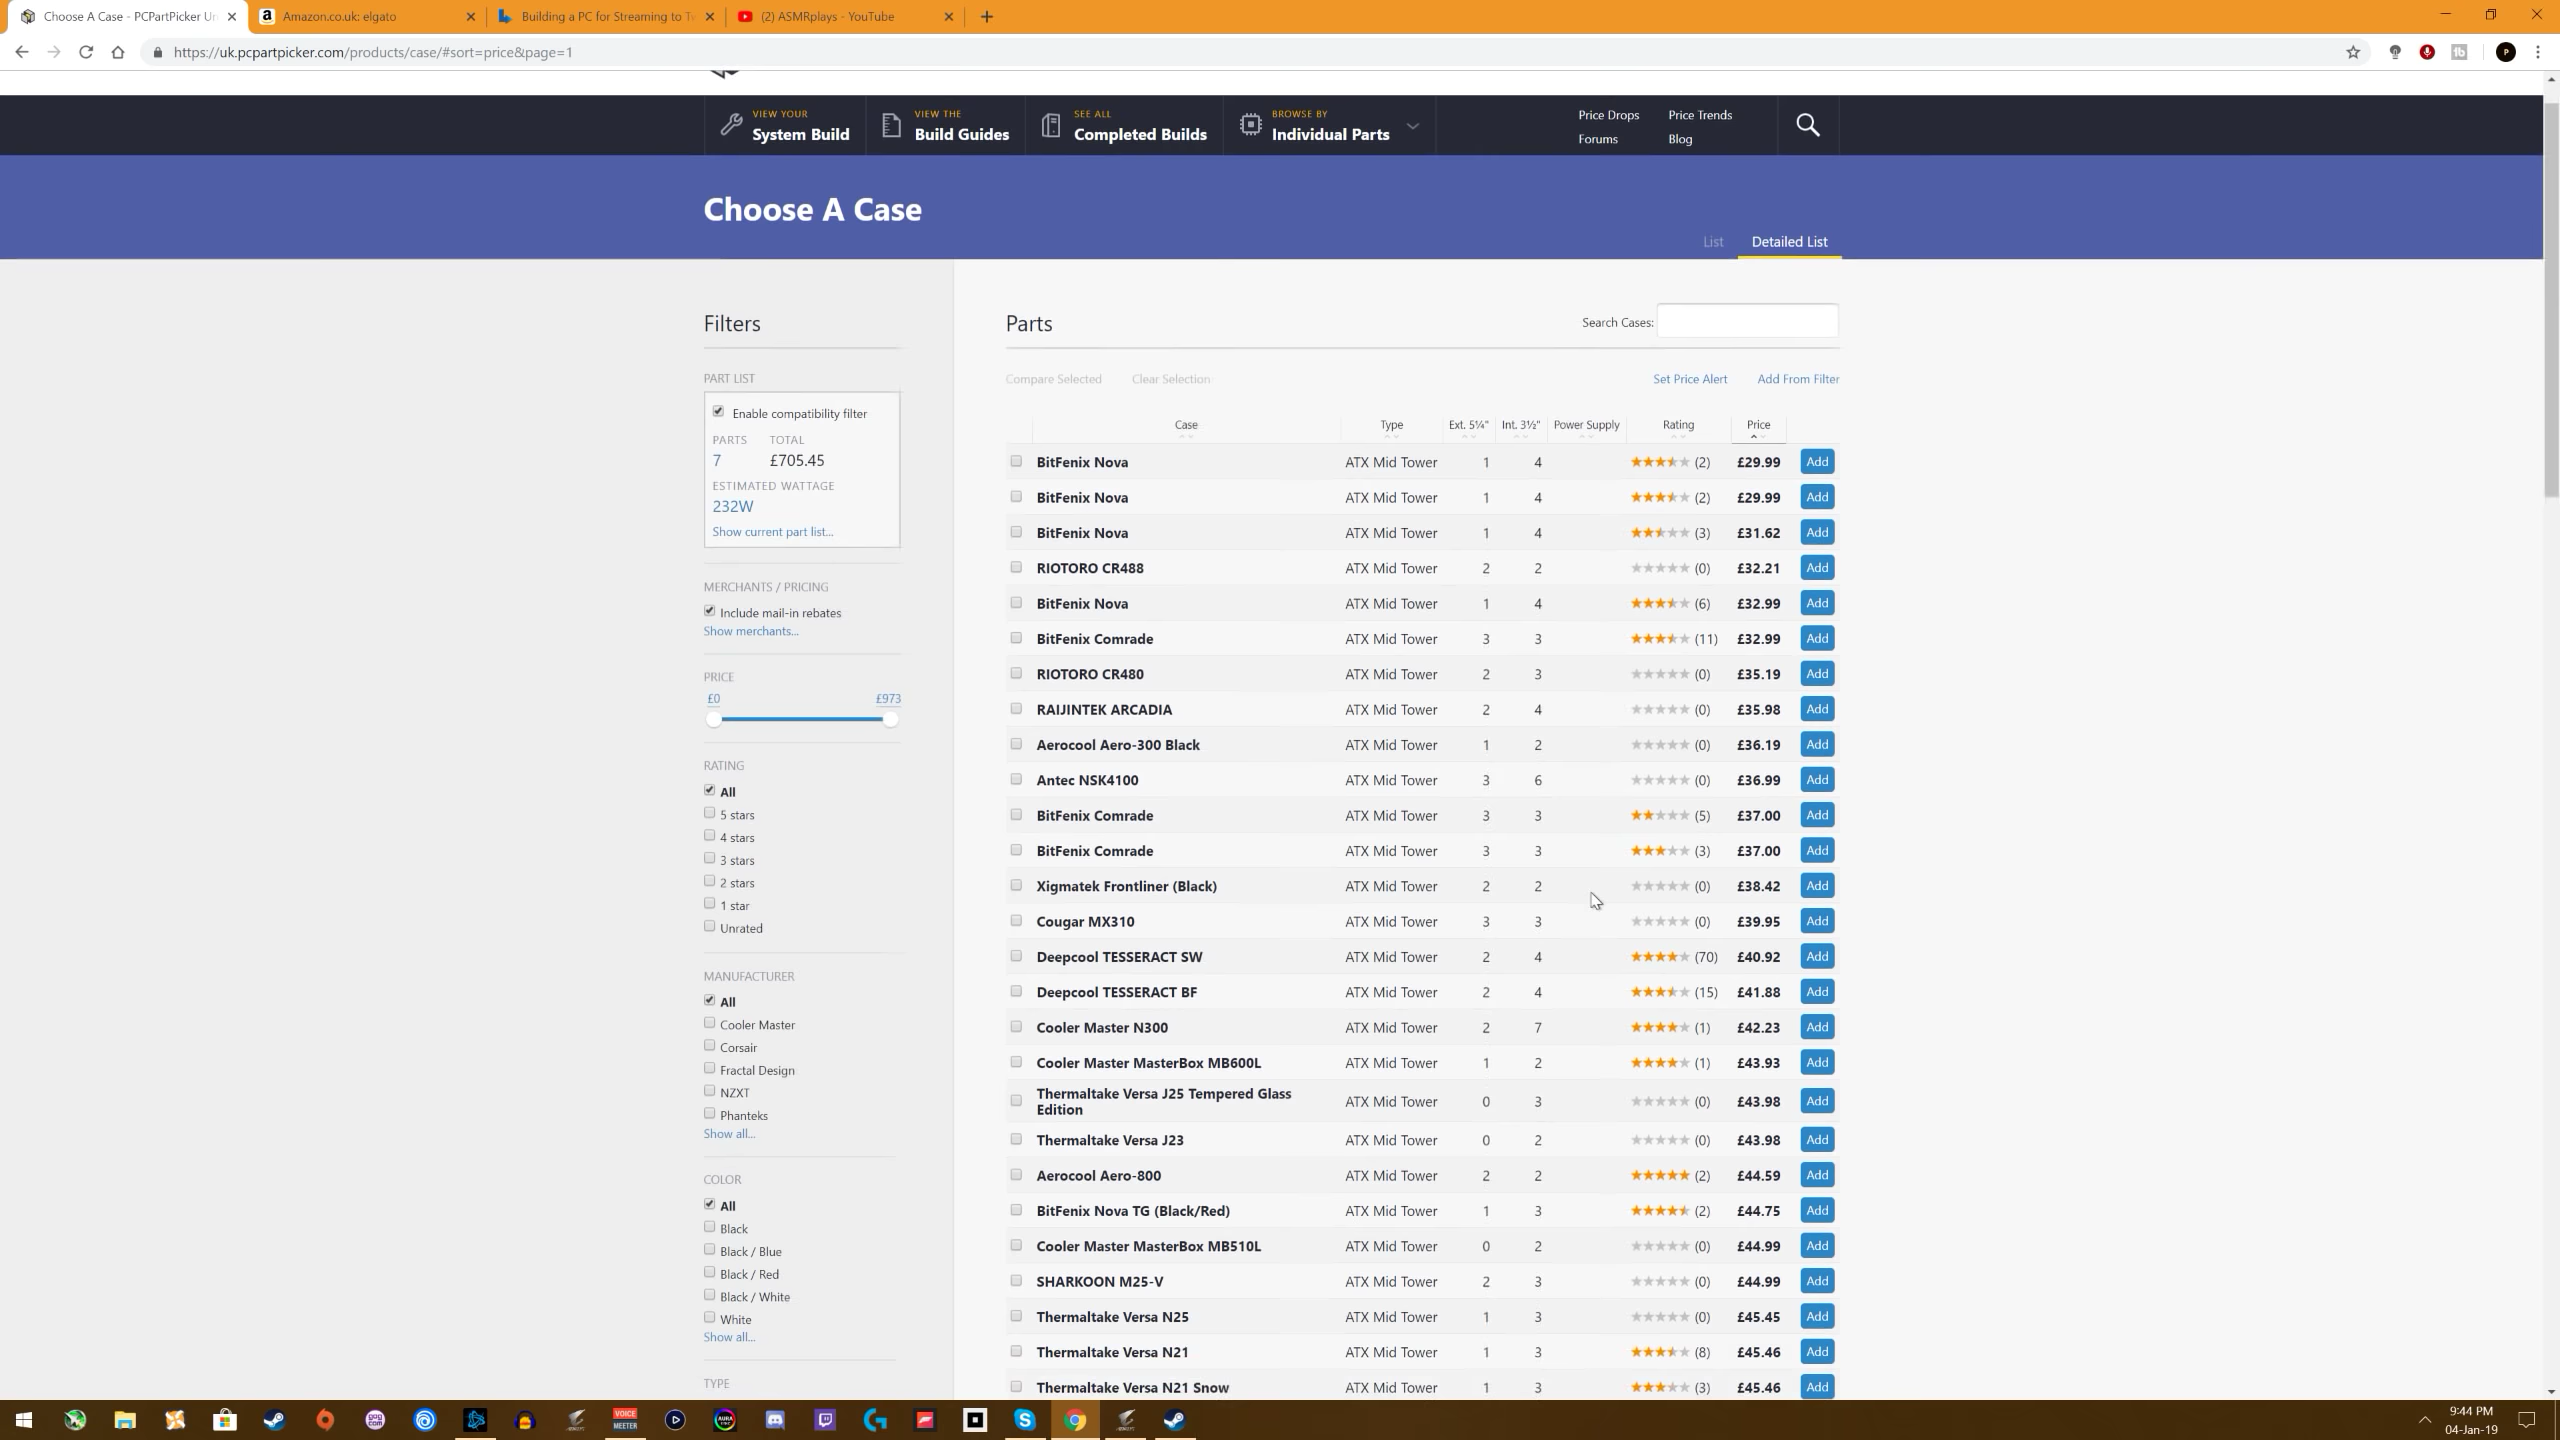 Choose A Case - PCPartPicker Un
Amazon.co.uk: elgato
Building a PC for Streaming to Tw
(2) ASMRplays - YouTube
https://uk.pcpartpicker.com/products/case/#sort=price&page=1
VIEW YOUR
System Build
VIEW THE
Build Guides
SEE ALL
Completed Builds
BROWSE BY
Individual Parts
Price Drops
Price Trends
Forums
Blog
Choose A Case
List
Detailed List
Filters
PART LIST
Enable compatibility filter
PARTS TOTAL
7 £705.45
ESTIMATED WATTAGE
232W
Show current part list...
MERCHANTS / PRICING
Include mail-in rebates
Show merchants...
PRICE
£0 £973
RATING
All
5 stars
4 stars
3 stars
2 stars
1 star
Unrated
MANUFACTURER
All
Cooler Master
Corsair
Fractal Design
NZXT
Phanteks
Show all...
COLOR
All
Black
Black / Blue
Black / Red
Black / White
White
Show all...
TYPE
Parts
Search Cases:
Compare Selected Clear Selection Set Price Alert Add From Filter
Case Type Ext. 5¼" Int. 3½" Power Supply Rating Price
BitFenix Nova ATX Mid Tower 1 4 (2) £29.99 Add
BitFenix Nova ATX Mid Tower 1 4 (2) £29.99 Add
BitFenix Nova ATX Mid Tower 1 4 (3) £31.62 Add
RIOTORO CR488 ATX Mid Tower 2 2 (0) £32.21 Add
BitFenix Nova ATX Mid Tower 1 4 (6) £32.99 Add
BitFenix Comrade ATX Mid Tower 3 3 (11) £32.99 Add
RIOTORO CR480 ATX Mid Tower 2 3 (0) £35.19 Add
RAIJINTEK ARCADIA ATX Mid Tower 2 4 (0) £35.98 Add
Aerocool Aero-300 Black ATX Mid Tower 1 2 (0) £36.19 Add
Antec NSK4100 ATX Mid Tower 3 6 (0) £36.99 Add
BitFenix Comrade ATX Mid Tower 3 3 (5) £37.00 Add
BitFenix Comrade ATX Mid Tower 3 3 (3) £37.00 Add
Xigmatek Frontliner (Black) ATX Mid Tower 2 2 (0) £38.42 Add
Cougar MX310 ATX Mid Tower 3 3 (0) £39.95 Add
Deepcool TESSERACT SW ATX Mid Tower 2 4 (70) £40.92 Add
Deepcool TESSERACT BF ATX Mid Tower 2 4 (15) £41.88 Add
Cooler Master N300 ATX Mid Tower 2 7 (1) £42.23 Add
Cooler Master MasterBox MB600L ATX Mid Tower 1 2 (1) £43.93 Add
Thermaltake Versa J25 Tempered Glass
Edition ATX Mid Tower 0 3 (0) £43.98 Add
Thermaltake Versa J23 ATX Mid Tower 0 2 (0) £43.98 Add
Aerocool Aero-800 ATX Mid Tower 2 2 (2) £44.59 Add
BitFenix Nova TG (Black/Red) ATX Mid Tower 1 3 (2) £44.75 Add
Cooler Master MasterBox MB510L ATX Mid Tower 0 2 (0) £44.99 Add
SHARKOON M25-V ATX Mid Tower 2 3 (0) £44.99 Add
Thermaltake Versa N25 ATX Mid Tower 1 3 (0) £45.45 Add
Thermaltake Versa N21 ATX Mid Tower 1 3 (8) £45.46 Add
Thermaltake Versa N21 Snow ATX Mid Tower 1 3 (3) £45.46 Add
VOICE
MEETER
AURA
9:44 PM
04-Jan-19